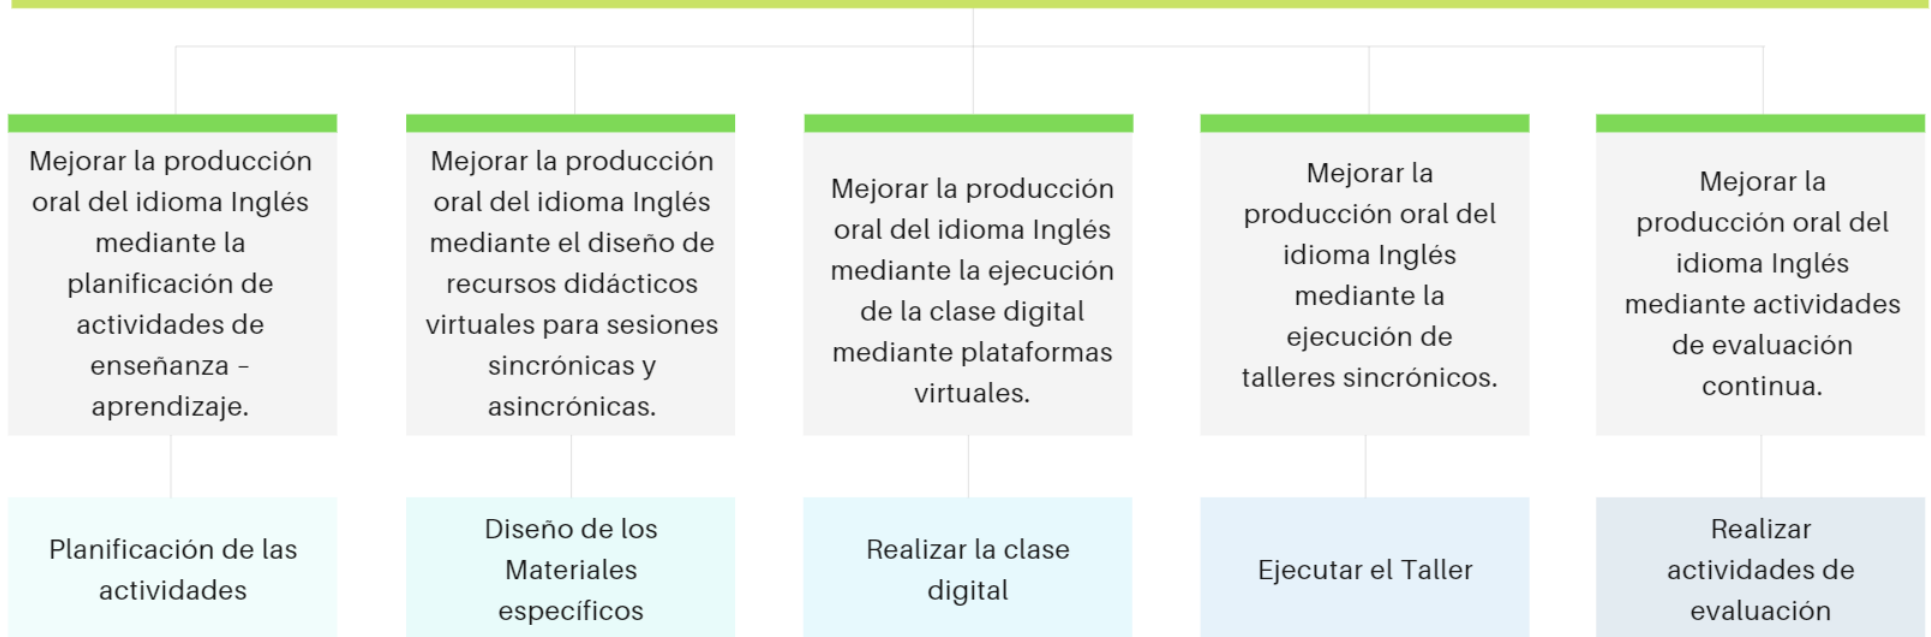 Mejorar la producción
oral del idioma Inglés
mediante la
planificación de
actividades de
enseñanza –
aprendizaje.
Mejorar la producción
oral del idioma Inglés
mediante el diseño de
recursos didácticos
virtuales para sesiones
sincrónicas y
asincrónicas.
Mejorar la producción
oral del idioma Inglés
mediante la ejecución
de la clase digital
mediante plataformas
virtuales.
Mejorar la
producción oral del
idioma Inglés
mediante la
ejecución de
talleres sincrónicos.
Mejorar la
producción oral del
idioma Inglés
mediante actividades
de evaluación
continua.
Planificación de las
actividades
Diseño de los
Materiales
específicos
Realizar la clase
digital
Ejecutar el Taller
Realizar
actividades de
evaluación